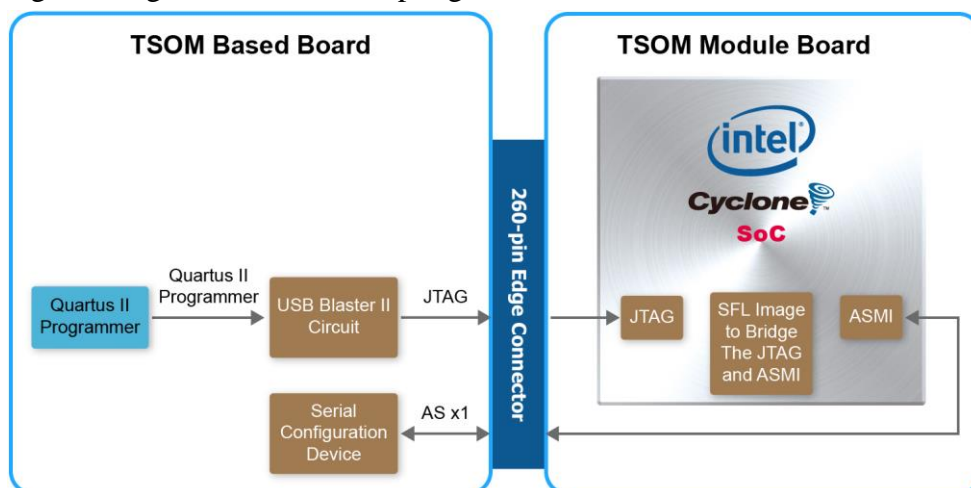 TSOM Based Board
TSOM Module Board
intel
Cyclone
SoC
260-pin Edge Connector
Quartus II
Programmer
Quartus II
Programmer
USB Blaster II
Circuit
JTAG
JTAG
SFL Image
to Bridge
The JTAG
and ASMI
ASMI
Serial
Configuration
Device
AS x1